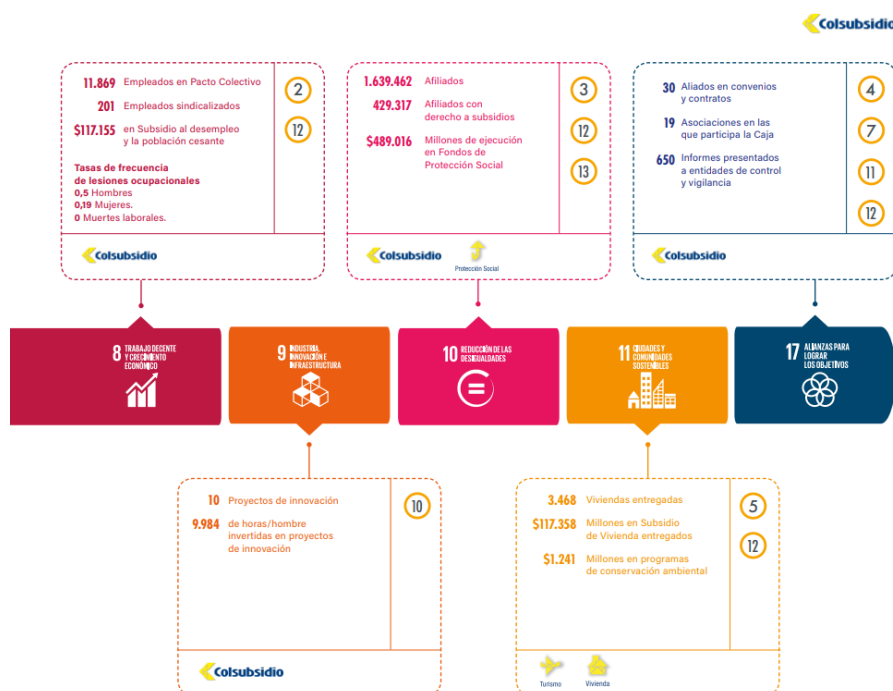 Colsubsidio
11.869 Empleados en Pacto Colectivo
201 Empleados sindicalizados
$117.155 en Subsidio al desempleo
y la población cesante
Tasas de frecuencia
de lesiones ocupacionales
0,5 Hombres
0,19 Mujeres.
0 Muertes laborales.
2
12
Colsubsidio
1.639.462 Afiliados
429.317 Afiliados con
derecho a subsidios
$489.016 Millones de ejecución
en Fondos de
Protección Social
3
12
13
Colsubsidio
Protección Social
30 Aliados en convenios
y contratos
19 Asociaciones en las
que participa la Caja
650 Informes presentados
a entidades de control
y vigilancia
4
7
11
12
Colsubsidio
8 TRABAJO DECENTE
Y CRECIMIENTO
ECONÓMICO
9 INDUSTRIA,
INNOVACIÓN E
INFRAESTRUCTURA
10 REDUCCIÓN DE LAS
DESIGUALDADES
11 CIUDADES Y
COMUNIDADES
SOSTENIBLES
17 ALIANZAS PARA
LOGRAR
LOS OBJETIVOS
10 Proyectos de innovación
9.984 de horas/hombre
invertidas en proyectos
de innovación
10
Colsubsidio
3.468 Viviendas entregadas
$117.358 Millones en Subsidio
de Vivienda entregados
$1.241 Millones en programas
de conservación ambiental
5
12
Turismo
Vivienda